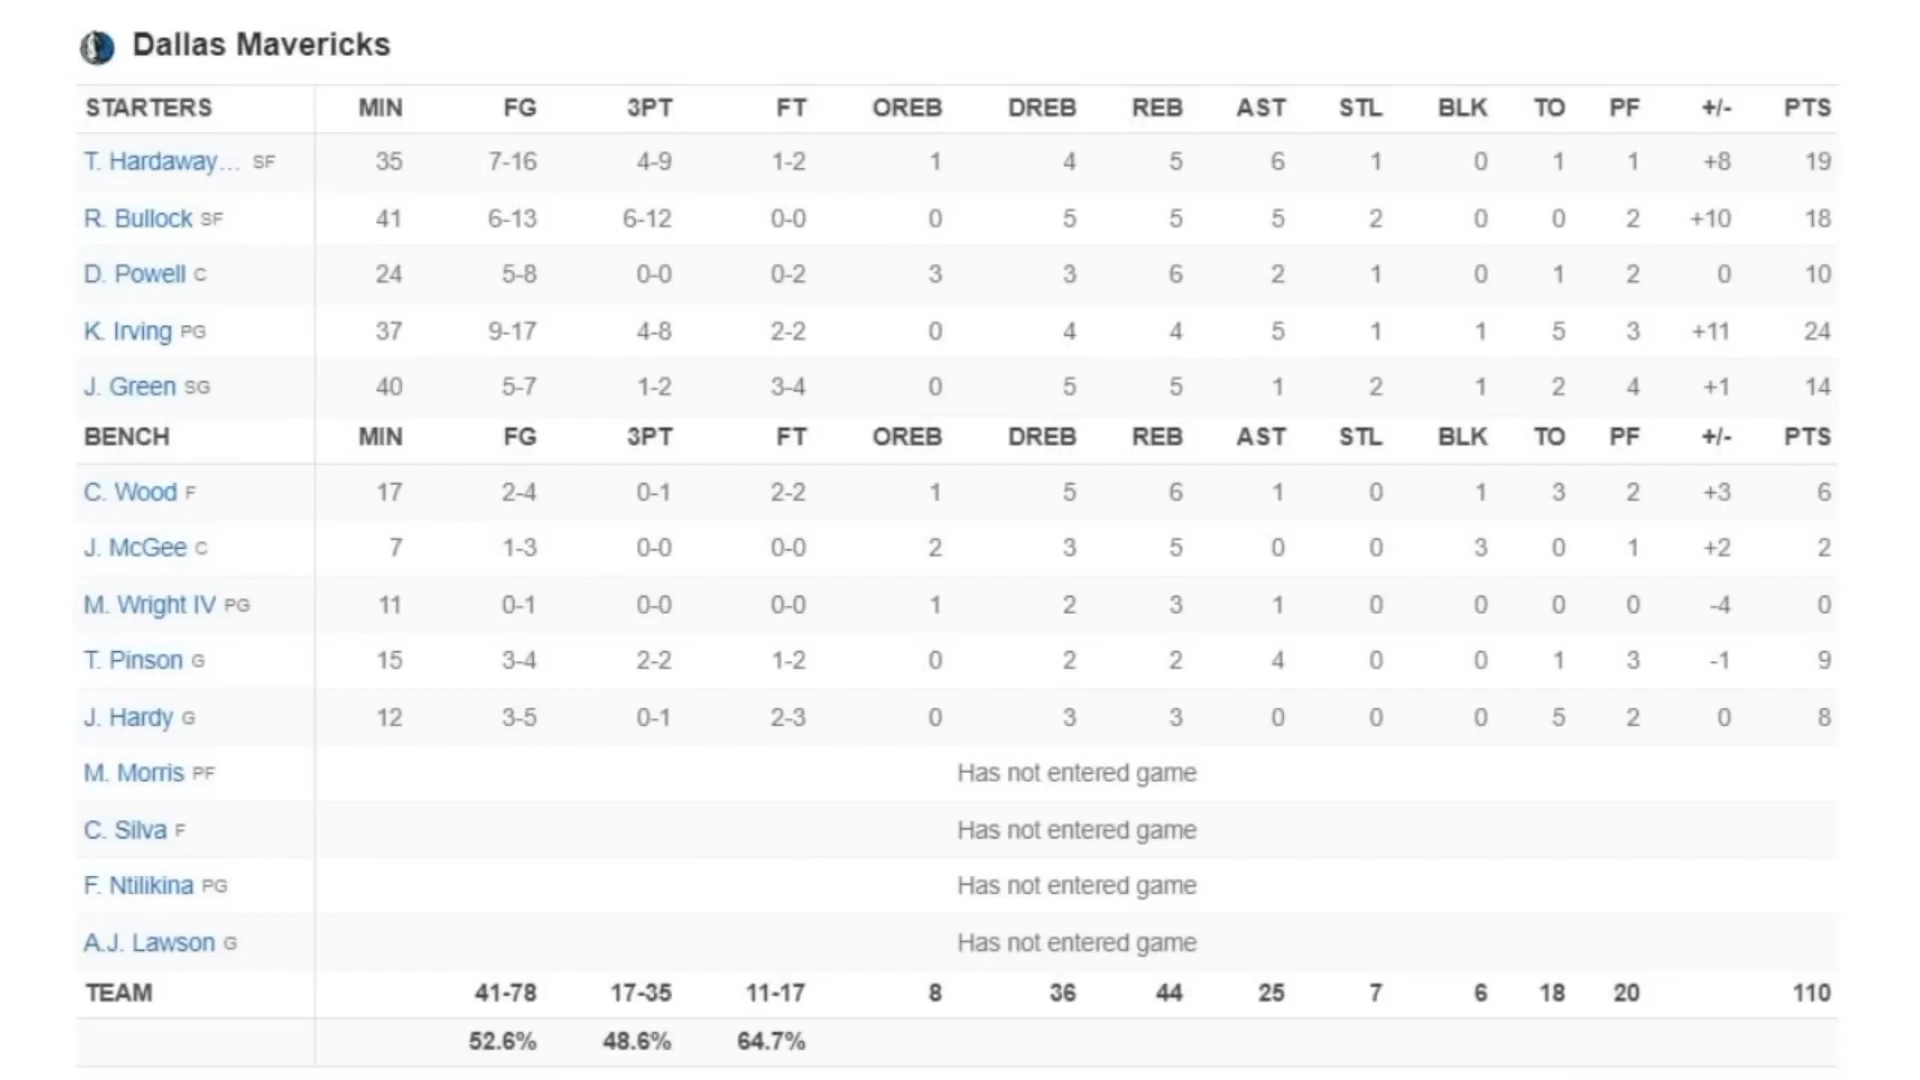 Dallas Mavericks
STARTERS MIN FG 3PT FT OREB DREB REB AST STL BLK TO PF +/- PTS
T. Hardaway... SF 35 7-16 4-9 1-2 1 4 5 6 1 0 1 1 +8 19
R. Bullock SF 41 6-13 6-12 0-0 0 5 5 5 2 0 0 2 +10 18
D. Powell C 24 5-8 0-0 0-2 3 3 6 2 1 0 1 2 0 10
K. Irving PG 37 9-17 4-8 2-2 0 4 4 5 1 1 5 3 +11 24
J. Green SG 40 5-7 1-2 3-4 0 5 5 1 2 1 2 4 +1 14
BENCH MIN FG 3PT FT OREB DREB REB AST STL BLK TO PF +/- PTS
C. Wood F 17 2-4 0-1 2-2 1 5 6 1 0 1 3 2 +3 6
J. McGee C 7 1-3 0-0 0-0 2 3 5 0 0 3 0 1 +2 2
M. Wright IV PG 11 0-1 0-0 0-0 1 2 3 1 0 0 0 0 -4 0
T. Pinson G 15 3-4 2-2 1-2 0 2 2 4 0 0 1 3 -1 9
J. Hardy G 12 3-5 0-1 2-3 0 3 3 0 0 0 5 2 0 8
M. Morris PF Has not entered game
C. Silva F Has not entered game
F. Ntilikina PG Has not entered game
A.J. Lawson G Has not entered game
TEAM 41-78 17-35 11-17 8 36 44 25 7 6 18 20 110
52.6% 48.6% 64.7%